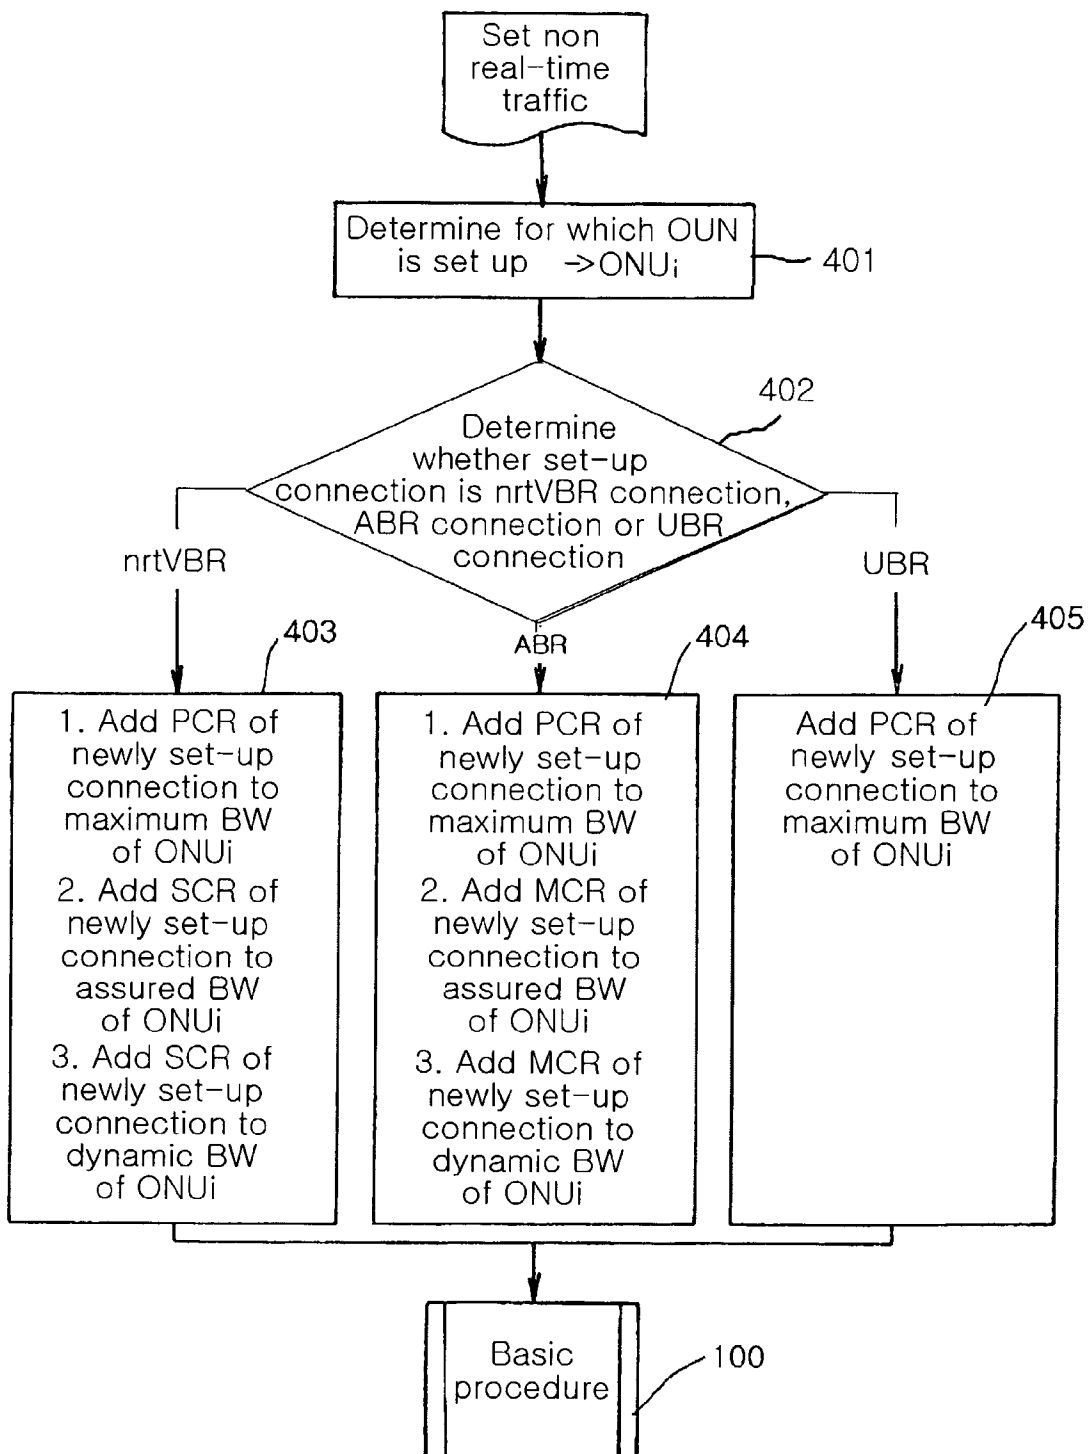 Set non
real-time
traffic
Determine for which OUN
is set up ->ONUi
401
402
Determine
whether set-up
connection is nrtVBR connection,
ABR connection or UBR
connection
nrtVBR
ABR
UBR
403
1. Add PCR of
newly set-up
connection to
maximum BW
of ONUi
2. Add SCR of
newly set-up
connection to
assured BW
of ONUi
3. Add SCR of
newly set-up
connection to
dynamic BW
of ONUi
404
1. Add PCR of
newly set-up
connection to
maximum BW
of ONUi
2. Add MCR of
newly set-up
connection to
assured BW
of ONUi
3. Add MCR of
newly set-up
connection to
dynamic BW
of ONUi
405
Add PCR of
newly set-up
connection to
maximum BW
of ONUi
Basic
procedure
100